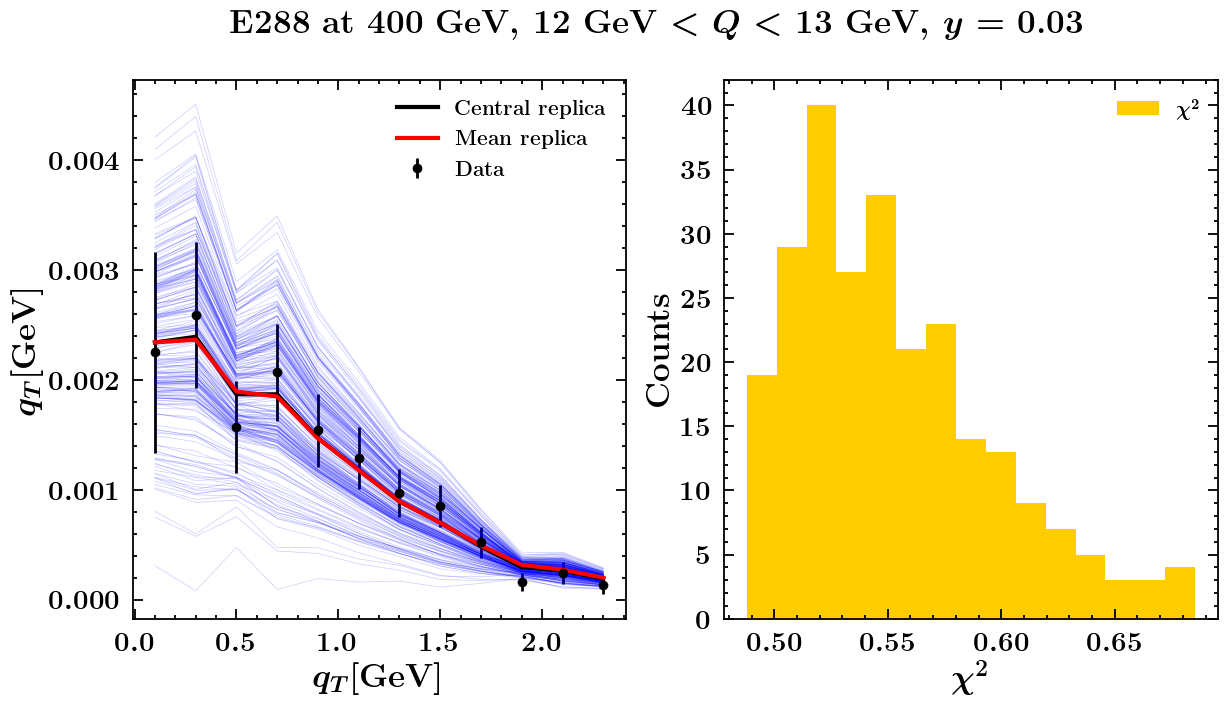 E288 at 400 GeV, 12 GeV < Q < 13 GeV, y = 0.03
Central replica
Mean replica
Data
0.004
0.003
0.002
0.001
0.000
q_T[GeV]
0.0
0.5
1.0
1.5
2.0
q_T[GeV]
χ²
40
35
30
25
20
15
10
5
0
Counts
0.50
0.55
0.60
0.65
χ²